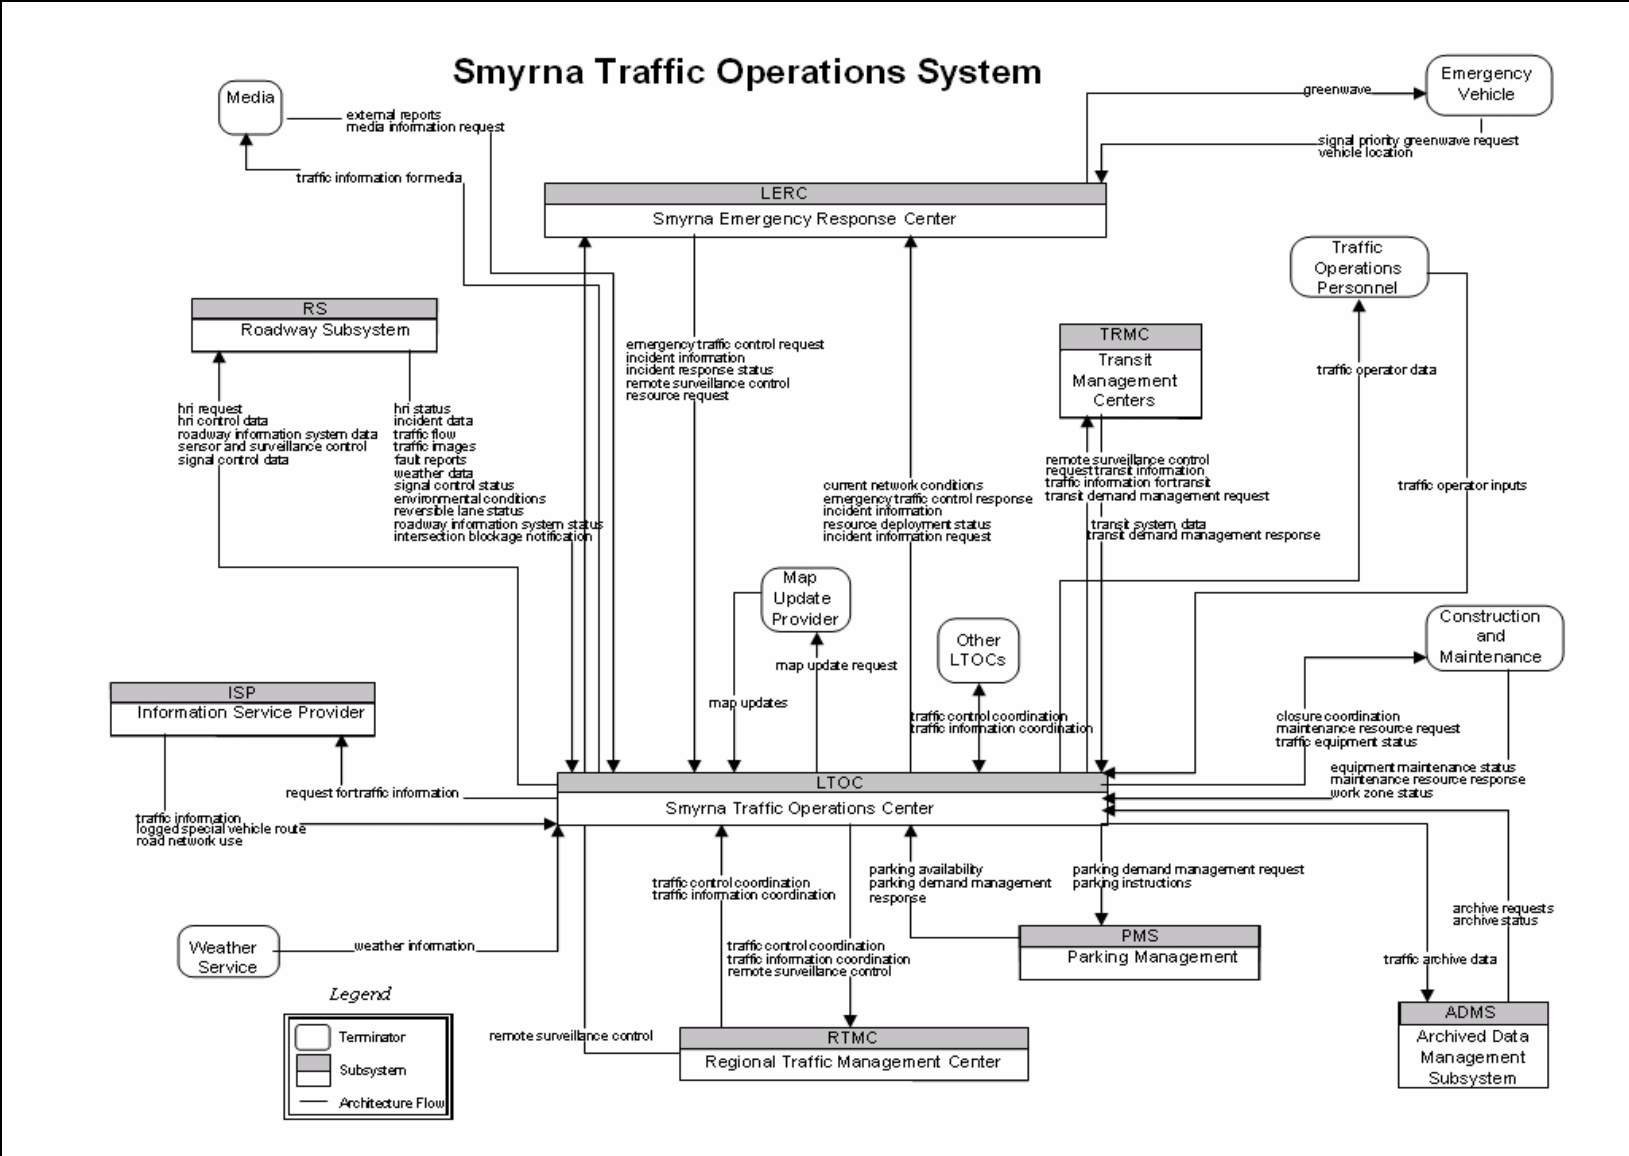 Smyrna Traffic Operations System
Media
external reports
media information request
traffic information for media
greenwave
Emergency
Vehicle
signal priority greenwave request
vehicle location
LERC
Smyrna Emergency Response Center
Traffic
Operations
Personnel
RS
Roadway Subsystem
TRMC
Transit
Management
Centers
emergency traffic control request
incident information
incident response status
remote surveillance control
resource request
traffic operator data
hri request
hri control data
roadway information system data
sensor and surveillance control
signal control data
hri status
incident data
traffic flow
traffic images
fault reports
weather data
signal control status
environmental conditions
reversible lane status
roadway information system status
intersection blockage notification
current network conditions
emergency traffic control response
incident information
resource deployment status
incident information request
remote surveillance control
request transit information
traffic information for transit
transit demand management request
transit system data
transit demand management response
traffic operator inputs
Map
Update
Provider
map update request
map updates
Other
LTOCs
traffic control coordination
traffic information coordination
Construction
and
Maintenance
closure coordination
maintenance resource request
traffic equipment status
equipment maintenance status
maintenance resource response
work zone status
ISP
Information Service Provider
request for traffic information
traffic information
logged special vehicle route
road network use
LTOC
Smyrna Traffic Operations Center
traffic control coordination
traffic information coordination
parking availability
parking demand management
response
parking demand management request
parking instructions
archive requests
archive status
traffic archive data
Weather
Service
weather information
traffic control coordination
traffic information coordination
remote surveillance control
PMS
Parking Management
remote surveillance control
RTMC
Regional Traffic Management Center
ADMS
Archived Data
Management
Subsystem
Legend
Terminator
Subsystem
Architecture Flow